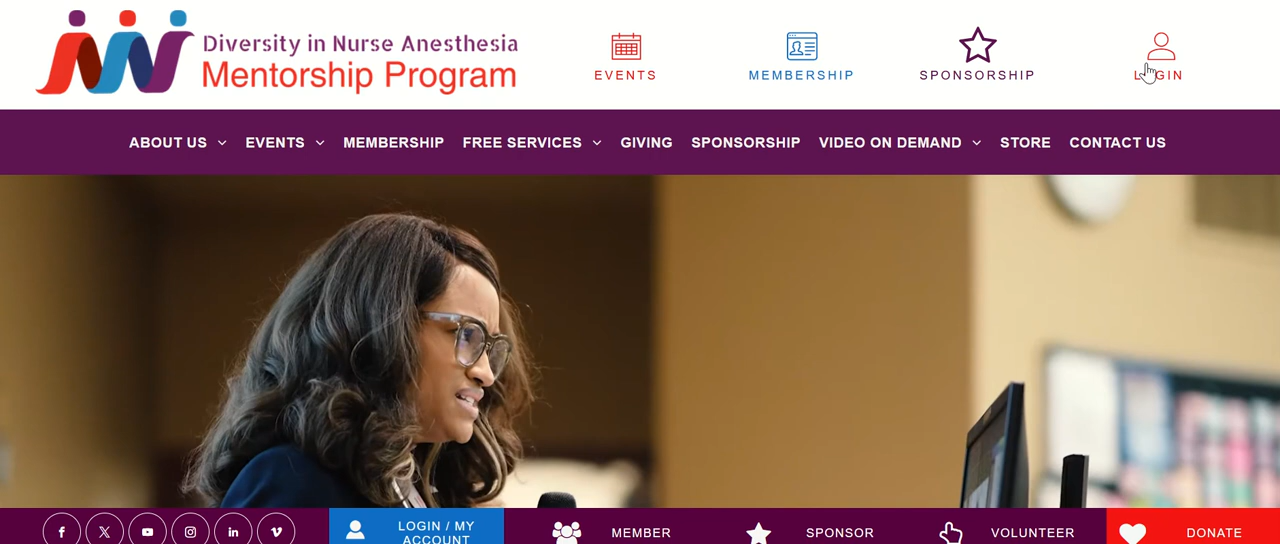 Diversity in Nurse Anesthesia
Mentorship Program
EVENTS
MEMBERSHIP
SPONSORSHIP
LOGIN
ABOUT US EVENTS MEMBERSHIP FREE SERVICES GIVING SPONSORSHIP VIDEO ON DEMAND STORE CONTACT US
LOGIN / MY
ACCOUNT
MEMBER
SPONSOR
VOLUNTEER
DONATE